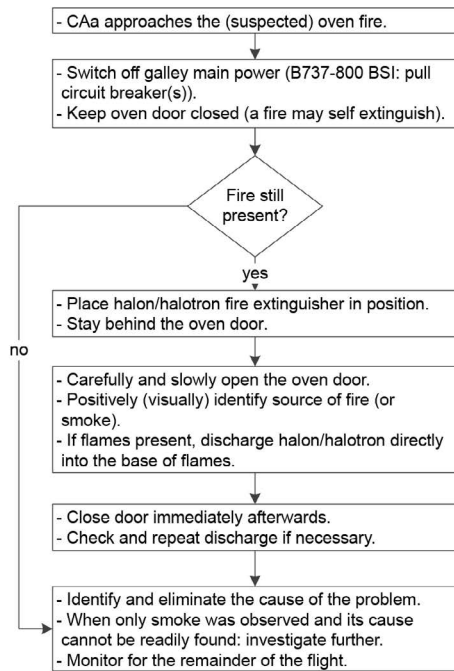 - CAa approaches the (suspected) oven fire.
- Switch off galley main power (B737-800 BSI: pull
circuit breaker(s)).
- Keep oven door closed (a fire may self extinguish).
Fire still
present?
yes
no
- Place halon/halotron fire extinguisher in position.
- Stay behind the oven door.
- Carefully and slowly open the oven door.
- Positively (visually) identify source of fire (or
smoke).
- If flames present, discharge halon/halotron directly
into the base of flames.
- Close door immediately afterwards.
- Check and repeat discharge if necessary.
- Identify and eliminate the cause of the problem.
- When only smoke was observed and its cause
cannot be readily found: investigate further.
- Monitor for the remainder of the flight.